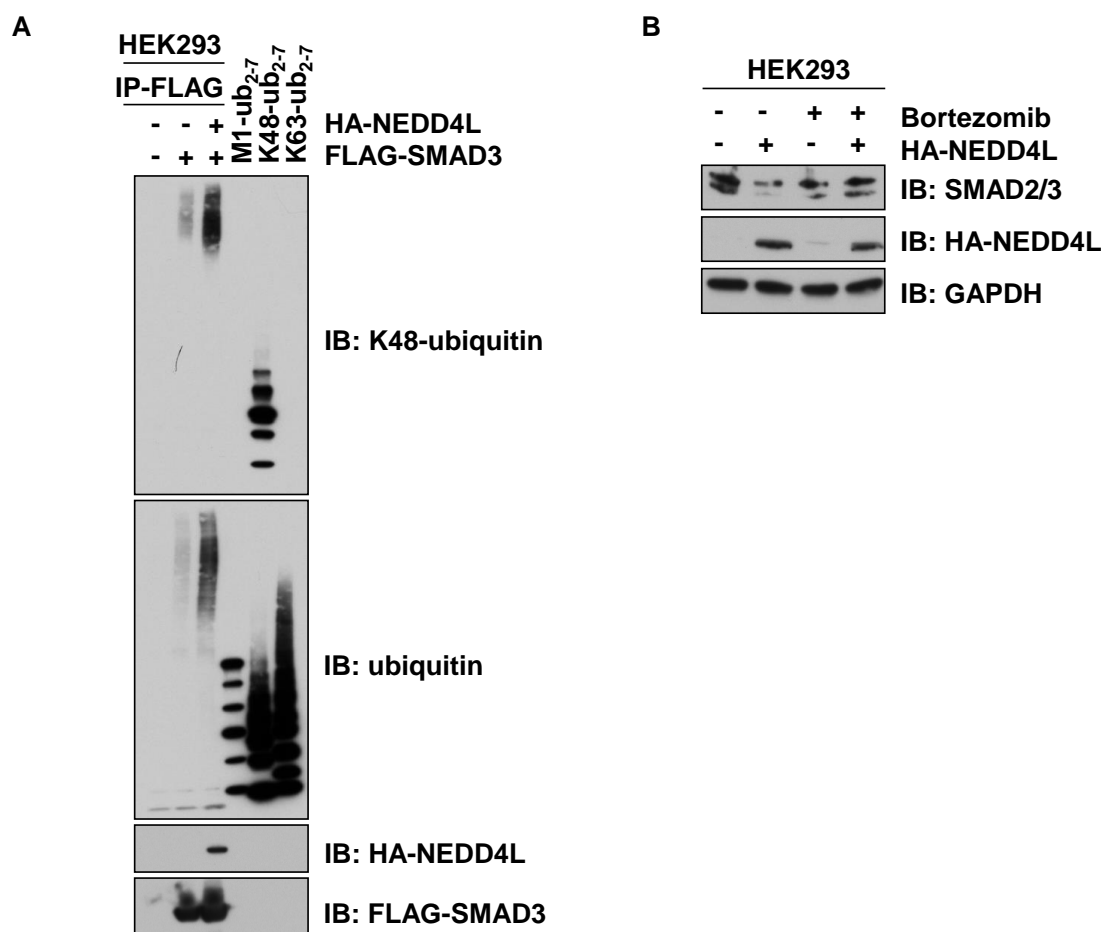 A
HEK293
IP-FLAG
M1-ub2-7
K48-ub2-7
K63-ub2-7
- - + HA-NEDD4L
- + + FLAG-SMAD3
IB: K48-ubiquitin
IB: ubiquitin
IB: HA-NEDD4L
IB: FLAG-SMAD3
B
HEK293
- - + + Bortezomib
- + - + HA-NEDD4L
IB: SMAD2/3
IB: HA-NEDD4L
IB: GAPDH